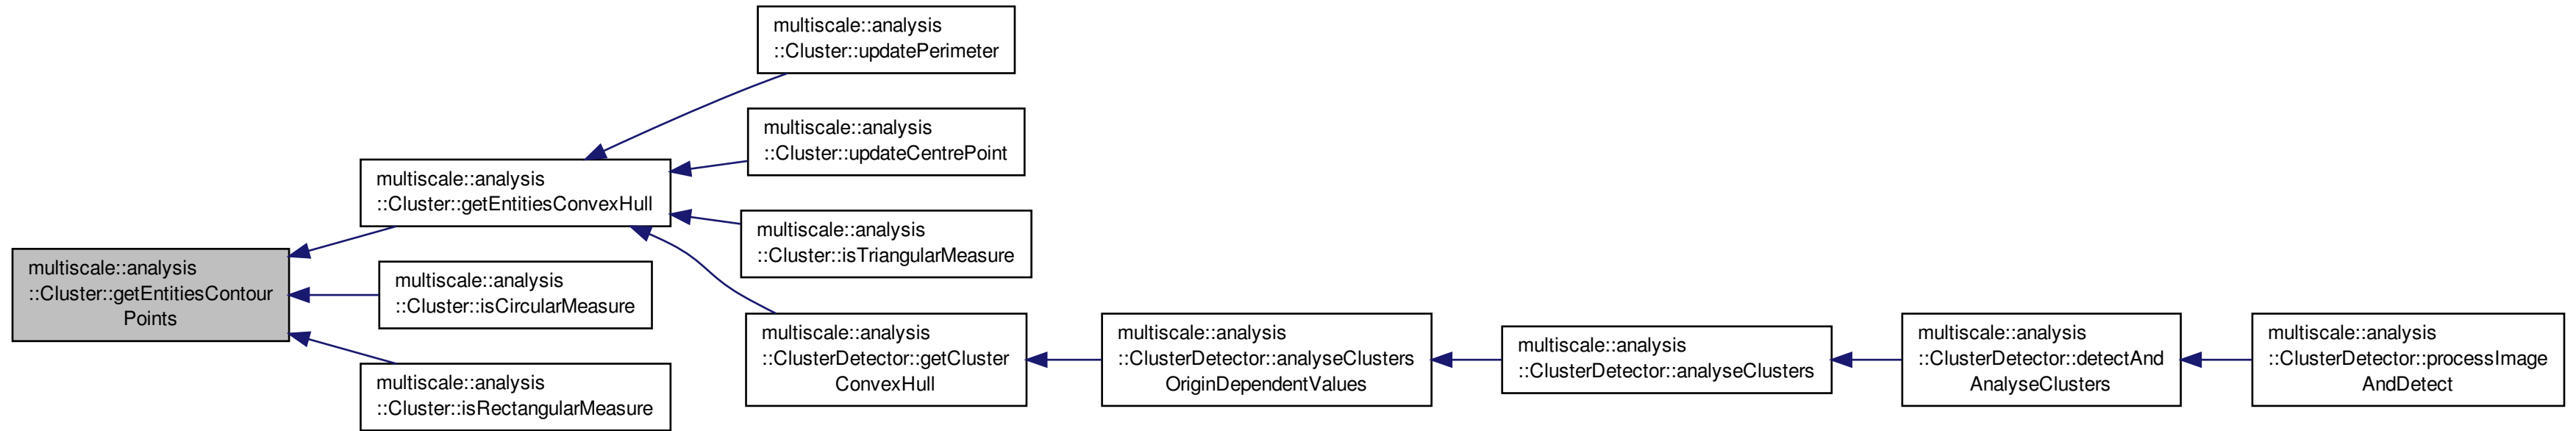 multiscale::analysis
::Cluster::updatePerimeter
multiscale::analysis
::Cluster::updateCentrePoint
multiscale::analysis
::Cluster::getEntitiesConvexHull
multiscale::analysis
::Cluster::isTriangularMeasure
multiscale::analysis
::Cluster::getEntitiesContour
Points
multiscale::analysis
::Cluster::isCircularMeasure
multiscale::analysis
::Cluster::isRectangularMeasure
multiscale::analysis
::ClusterDetector::getCluster
ConvexHull
multiscale::analysis
::ClusterDetector::analyseClusters
OriginDependentValues
multiscale::analysis
::ClusterDetector::analyseClusters
multiscale::analysis
::ClusterDetector::detectAnd
AnalyseClusters
multiscale::analysis
::ClusterDetector::processImage
AndDetect